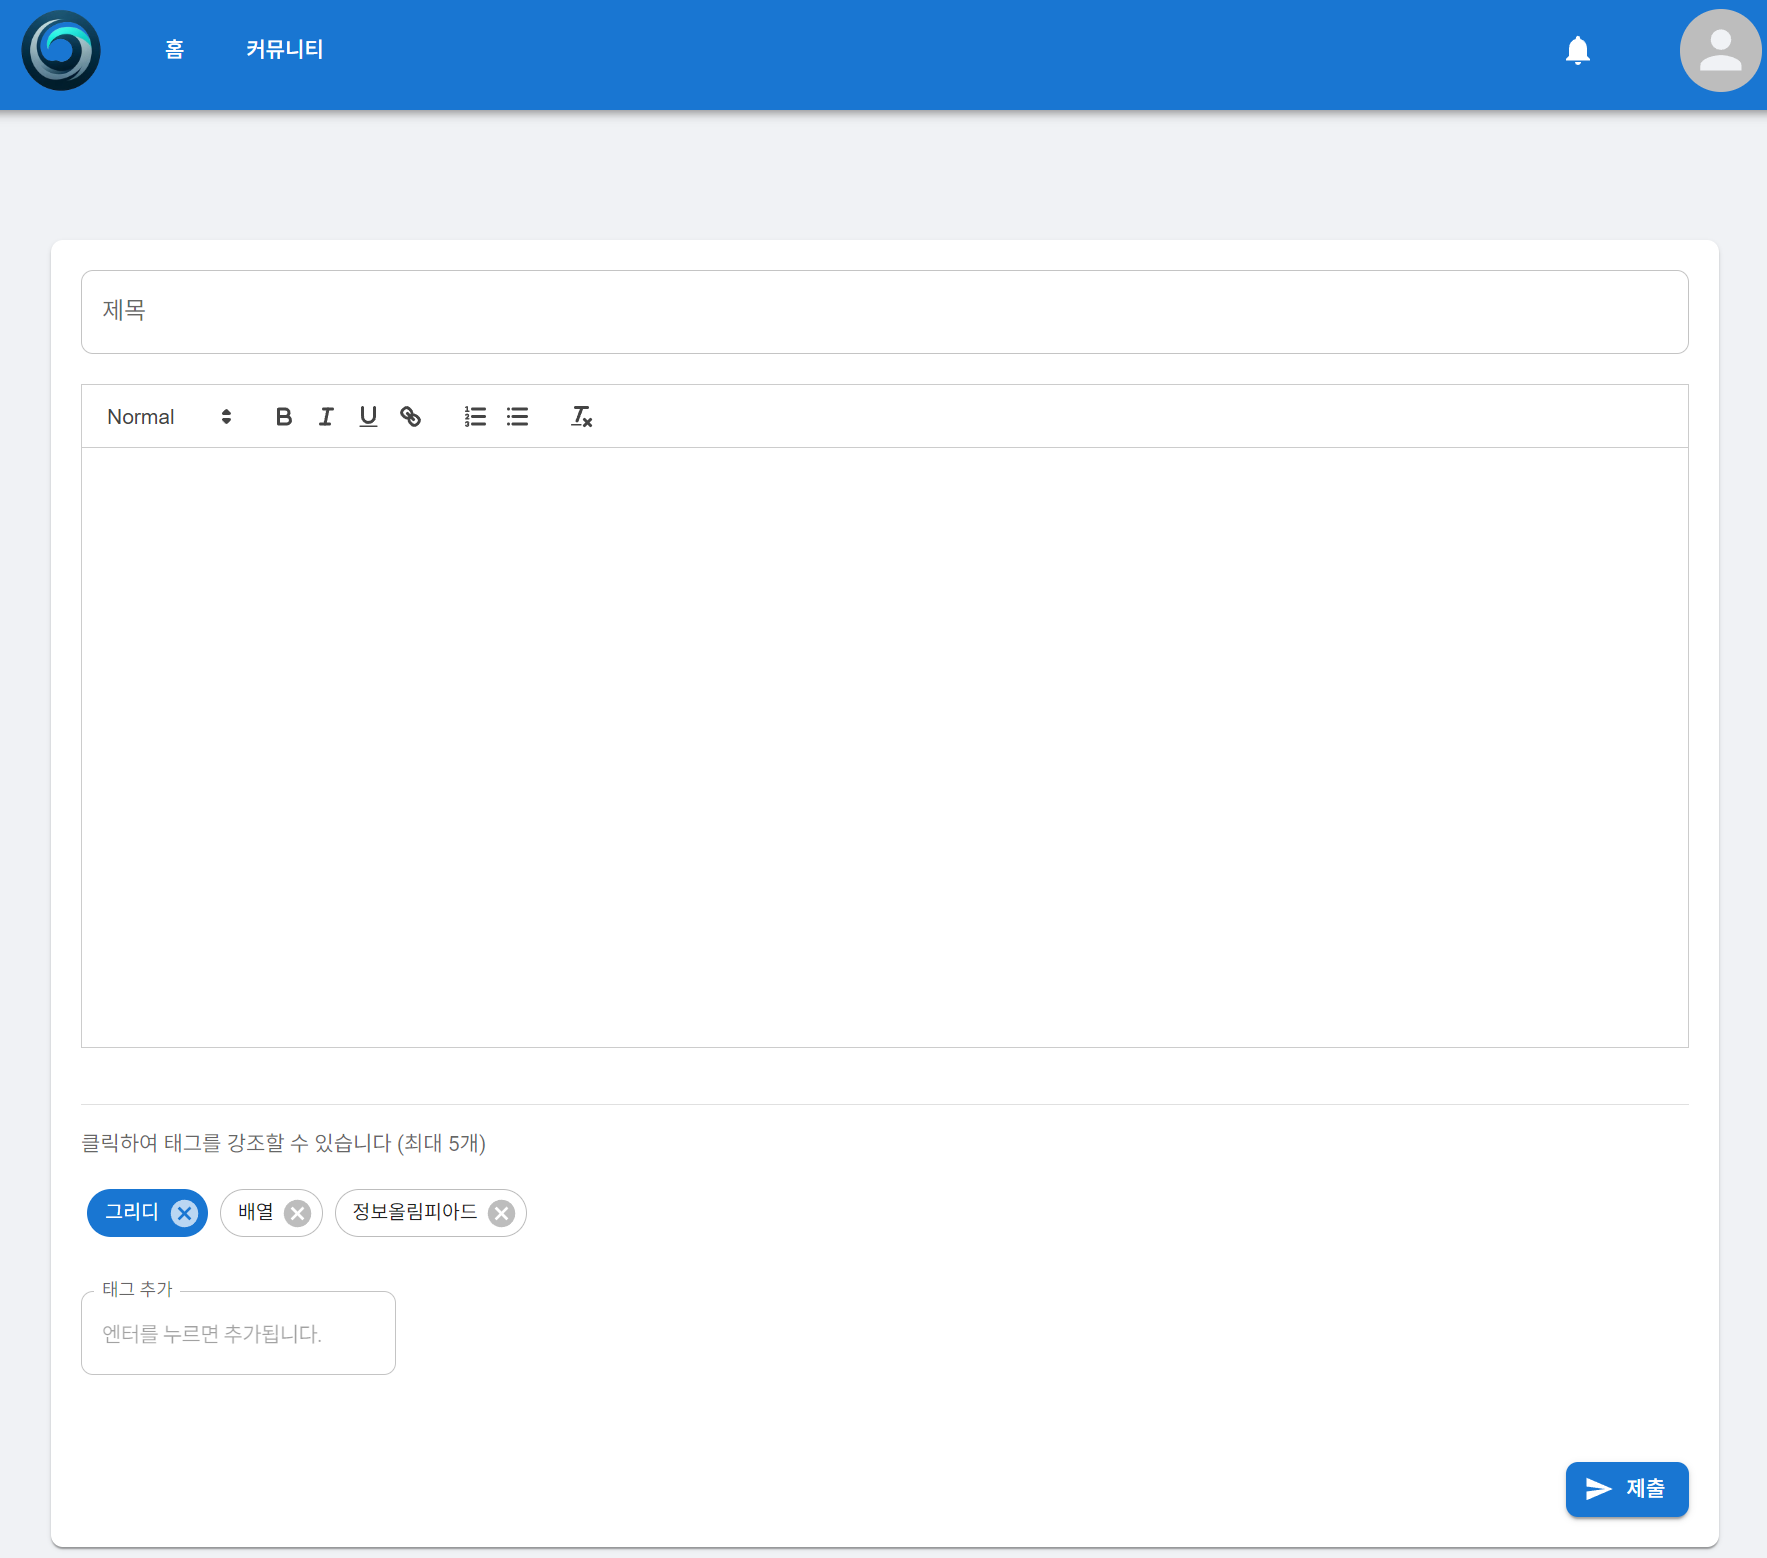 홈 커뮤니티
제목
Normal
클릭하여 태그를 강조할 수 있습니다 (최대 5개)
그리디 배열 정보올림피아드
태그 추가
엔터를 누르면 추가됩니다.
제출